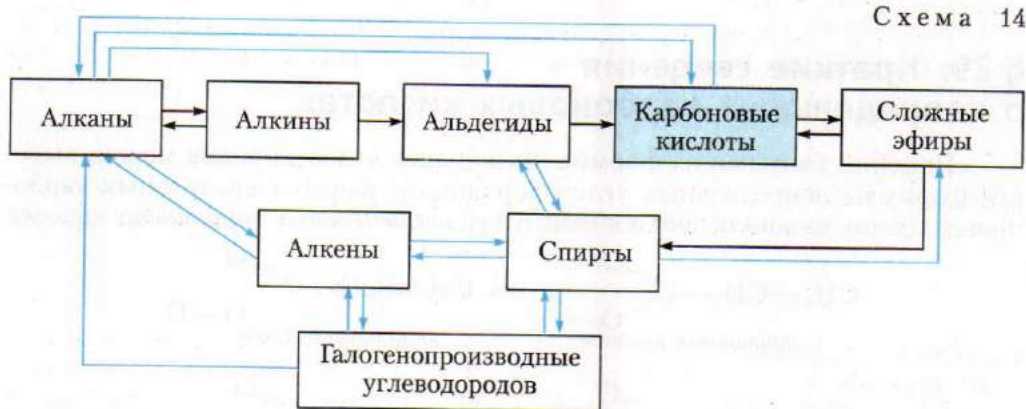 Схема 14
Алканы
Алкины
Альдегиды
Карбоновые
кислоты
Сложные
эфиры
Алкены
Спирты
Галогенопроизводные
углеводородов